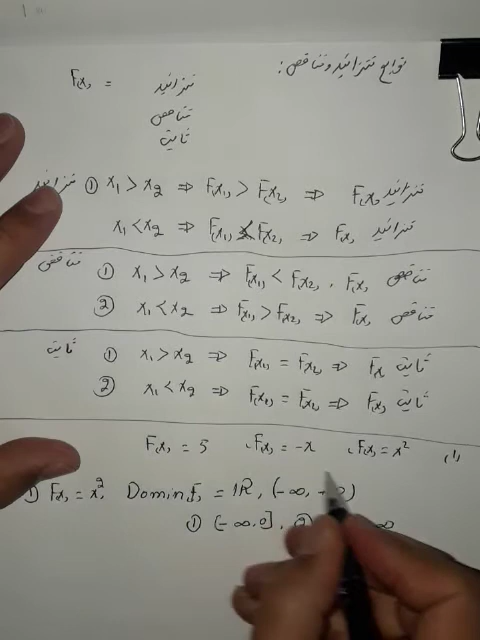 توابع متزائید و متناقص:
F(x) = متزائید
متناقص
ثابت
متزائید ① x₁ > x₂ ⇒ F(x₁) > F(x₂) ⇒ F(x) متزائید
x₁ < x₂ ⇒ F(x₁) < F(x₂) ⇒ F(x) متزائید
متناقص ① x₁ > x₂ ⇒ F(x₁) < F(x₂), F(x) متناقص
② x₁ < x₂ ⇒ F(x₁) > F(x₂) ⇒ F(x) متناقص
ثابت ① x₁ > x₂ ⇒ F(x₁) = F(x₂) ⇒ F(x) ثابت
② x₁ < x₂ ⇒ F(x₁) = F(x₂) ⇒ F(x) ثابت
F(x) = 5 ، F(x) = -x ، F(x) = x² (1
① F(x) = x², Domin F(x) = IR, (-∞, +∞)
① (-∞, 0], ② ∞